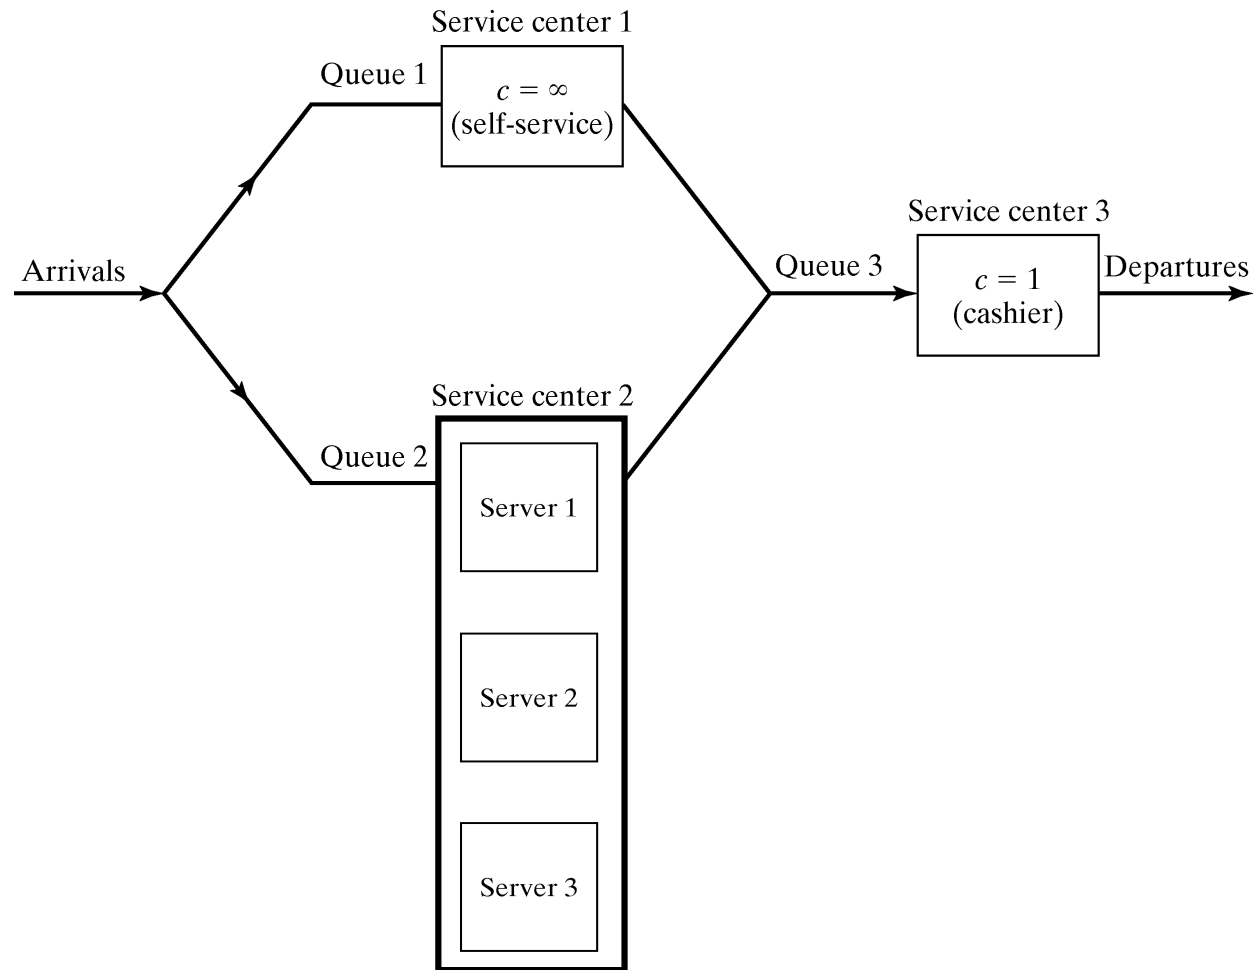 Service center 1
Queue 1
c = ∞
(self-service)
Arrivals
Service center 3
Queue 3
c = 1
(cashier)
Departures
Service center 2
Queue 2
Server 1
Server 2
Server 3